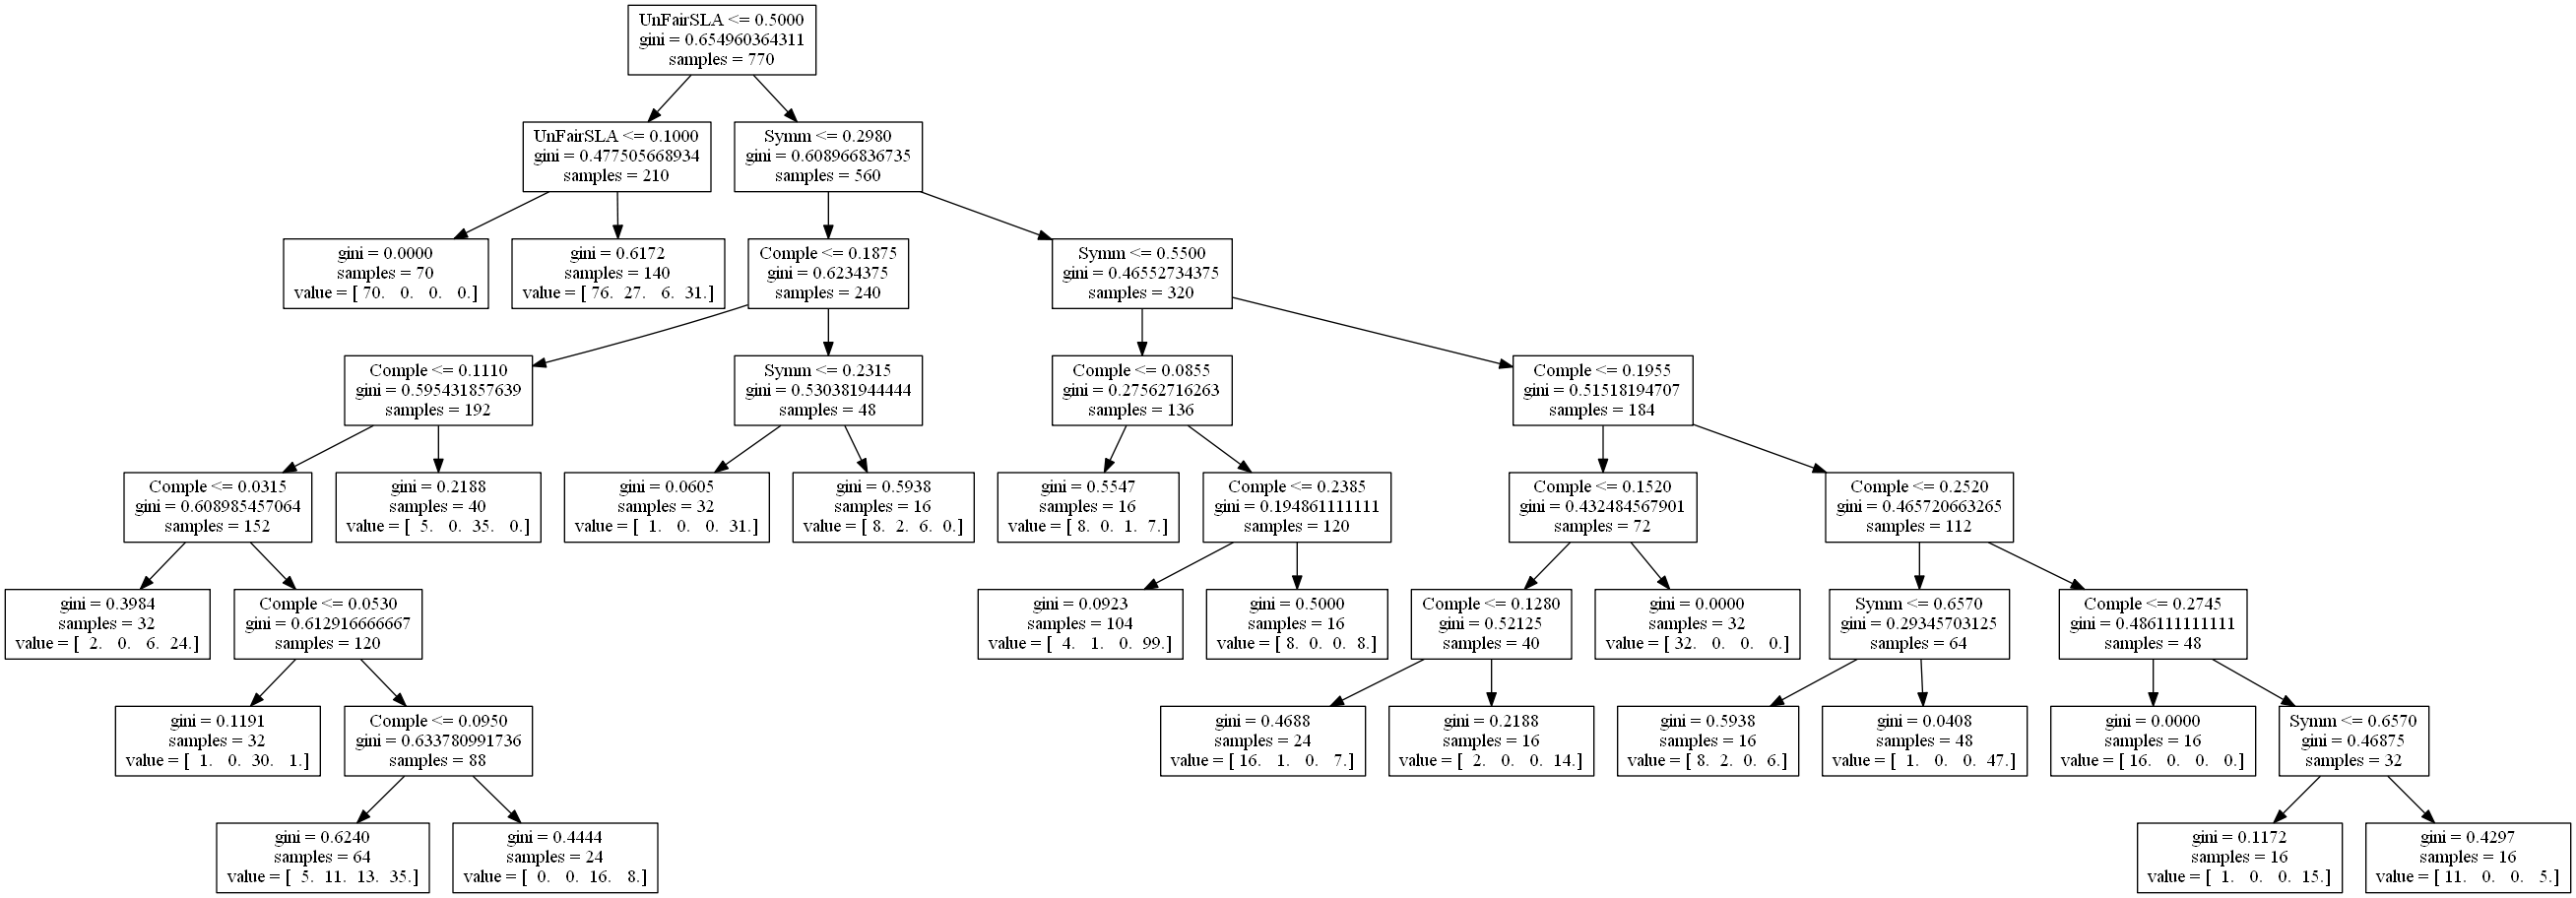 UnFairSLA <= 0.5000
gini = 0.654960364311
samples = 770
UnFairSLA <= 0.1000
gini = 0.477505668934
samples = 210
Symm <= 0.2980
gini = 0.608966836735
samples = 560
gini = 0.0000
samples = 70
value = [ 70. 0. 0. 0.]
gini = 0.6172
samples = 140
value = [ 76. 27. 6. 31.]
Comple <= 0.1875
gini = 0.6234375
samples = 240
Symm <= 0.5500
gini = 0.46552734375
samples = 320
Comple <= 0.1110
gini = 0.595431857639
samples = 192
Symm <= 0.2315
gini = 0.530381944444
samples = 48
Comple <= 0.0855
gini = 0.27562716263
samples = 136
Comple <= 0.1955
gini = 0.51518194707
samples = 184
Comple <= 0.0315
gini = 0.608985457064
samples = 152
gini = 0.2188
samples = 40
value = [ 5. 0. 35. 0.]
gini = 0.0605
samples = 32
value = [ 1. 0. 0. 31.]
gini = 0.5938
samples = 16
value = [ 8. 2. 6. 0.]
gini = 0.5547
samples = 16
value = [ 8. 0. 1. 7.]
Comple <= 0.2385
gini = 0.194861111111
samples = 120
Comple <= 0.1520
gini = 0.432484567901
samples = 72
Comple <= 0.2520
gini = 0.465720663265
samples = 112
gini = 0.3984
samples = 32
value = [ 2. 0. 6. 24.]
Comple <= 0.0530
gini = 0.612916666667
samples = 120
gini = 0.0923
samples = 104
value = [ 4. 1. 0. 99.]
gini = 0.5000
samples = 16
value = [ 8. 0. 0. 8.]
Comple <= 0.1280
gini = 0.52125
samples = 40
gini = 0.0000
samples = 32
value = [ 32. 0. 0. 0.]
Symm <= 0.6570
gini = 0.29345703125
samples = 64
Comple <= 0.2745
gini = 0.486111111111
samples = 48
gini = 0.1191
samples = 32
value = [ 1. 0. 30. 1.]
Comple <= 0.0950
gini = 0.633780991736
samples = 88
gini = 0.4688
samples = 24
value = [ 16. 1. 0. 7.]
gini = 0.2188
samples = 16
value = [ 2. 0. 0. 14.]
gini = 0.5938
samples = 16
value = [ 8. 2. 0. 6.]
gini = 0.0408
samples = 48
value = [ 1. 0. 0. 47.]
gini = 0.0000
samples = 16
value = [ 16. 0. 0. 0.]
Symm <= 0.6570
gini = 0.46875
samples = 32
gini = 0.6240
samples = 64
value = [ 5. 11. 13. 35.]
gini = 0.4444
samples = 24
value = [ 0. 0. 16. 8.]
gini = 0.1172
samples = 16
value = [ 1. 0. 0. 15.]
gini = 0.4297
samples = 16
value = [ 11. 0. 0. 5.]